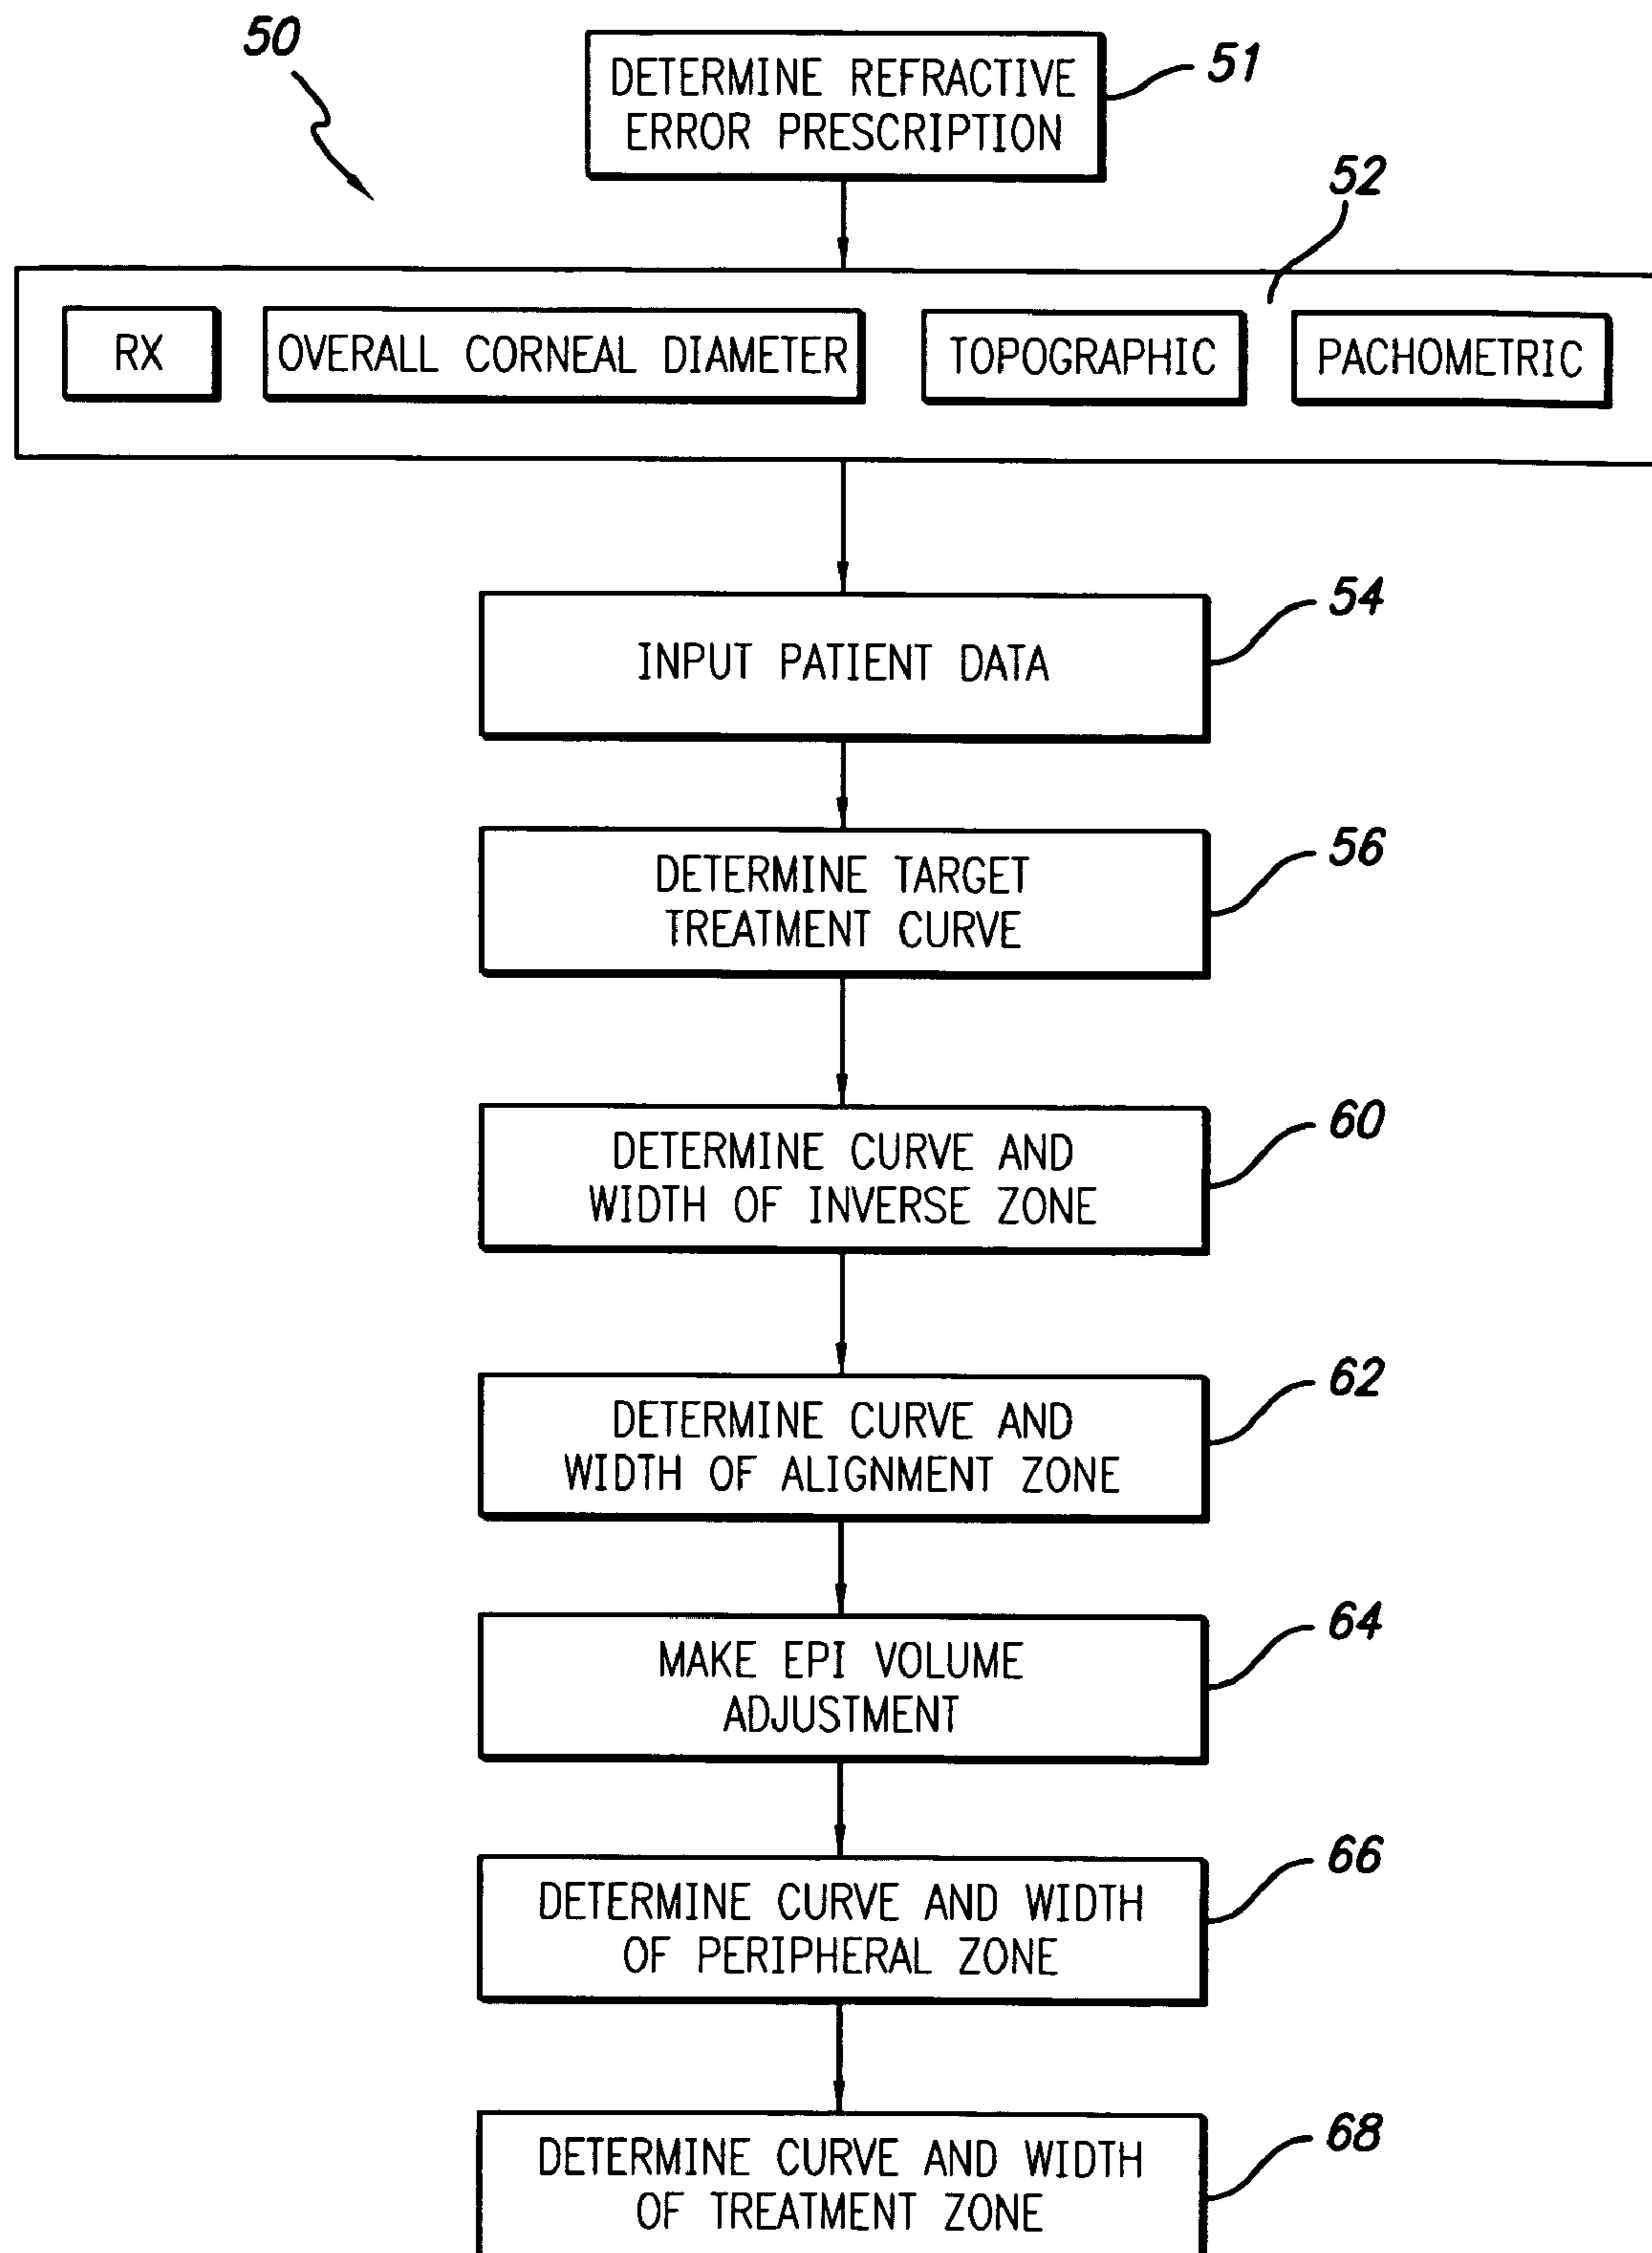 50
DETERMINE REFRACTIVE
ERROR PRESCRIPTION
51
52
RX
OVERALL CORNEAL DIAMETER
TOPOGRAPHIC
PACHOMETRIC
INPUT PATIENT DATA
54
DETERMINE TARGET
TREATMENT CURVE
56
DETERMINE CURVE AND
WIDTH OF INVERSE ZONE
60
DETERMINE CURVE AND
WIDTH OF ALIGNMENT ZONE
62
MAKE EPI VOLUME
ADJUSTMENT
64
DETERMINE CURVE AND WIDTH
OF PERIPHERAL ZONE
66
DETERMINE CURVE AND WIDTH
OF TREATMENT ZONE
68